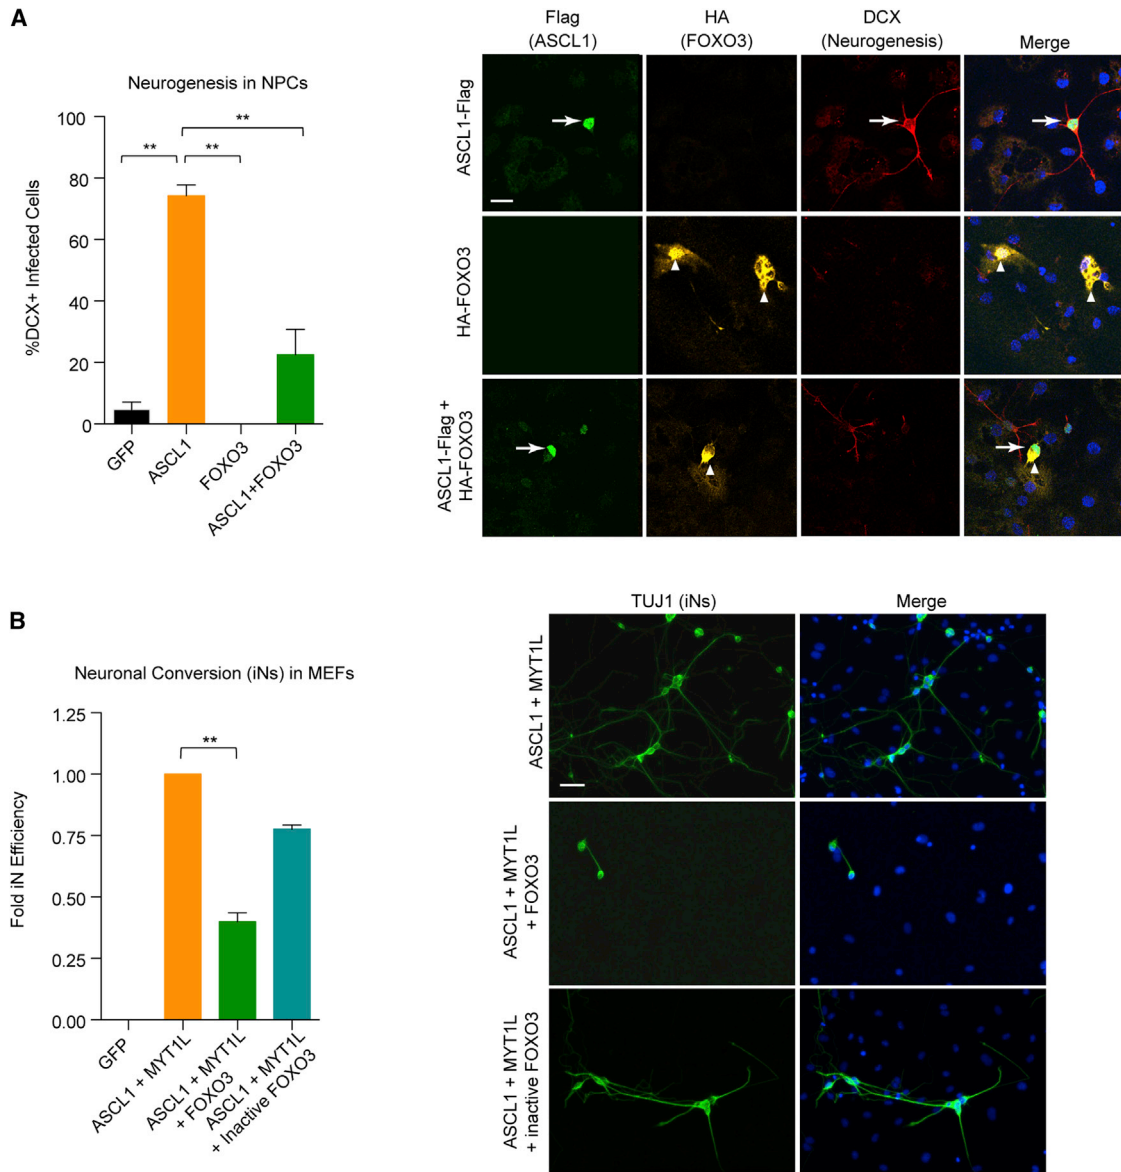 A
Neurogenesis in NPCs
%DCX+ Infected Cells
100
80
60
40
20
0
**
**
**
GFP
ASCL1
FOXO3
ASCL1+FOXO3
Flag
(ASCL1)
HA
(FOXO3)
DCX
(Neurogenesis)
Merge
ASCL1-Flag
HA-FOXO3
ASCL1-Flag +
HA-FOXO3
B
Neuronal Conversion (iNs) in MEFs
Fold iN Efficiency
1.25
1.00
0.75
0.50
0.25
0.00
**
GFP
ASCL1 + MYT1L
ASCL1 + MYT1L
+ FOXO3
ASCL1 + MYT1L
+ Inactive FOXO3
TUJ1 (iNs)
Merge
ASCL1 + MYT1L
ASCL1 + MYT1L
+ FOXO3
ASCL1 + MYT1L
+ inactive FOXO3